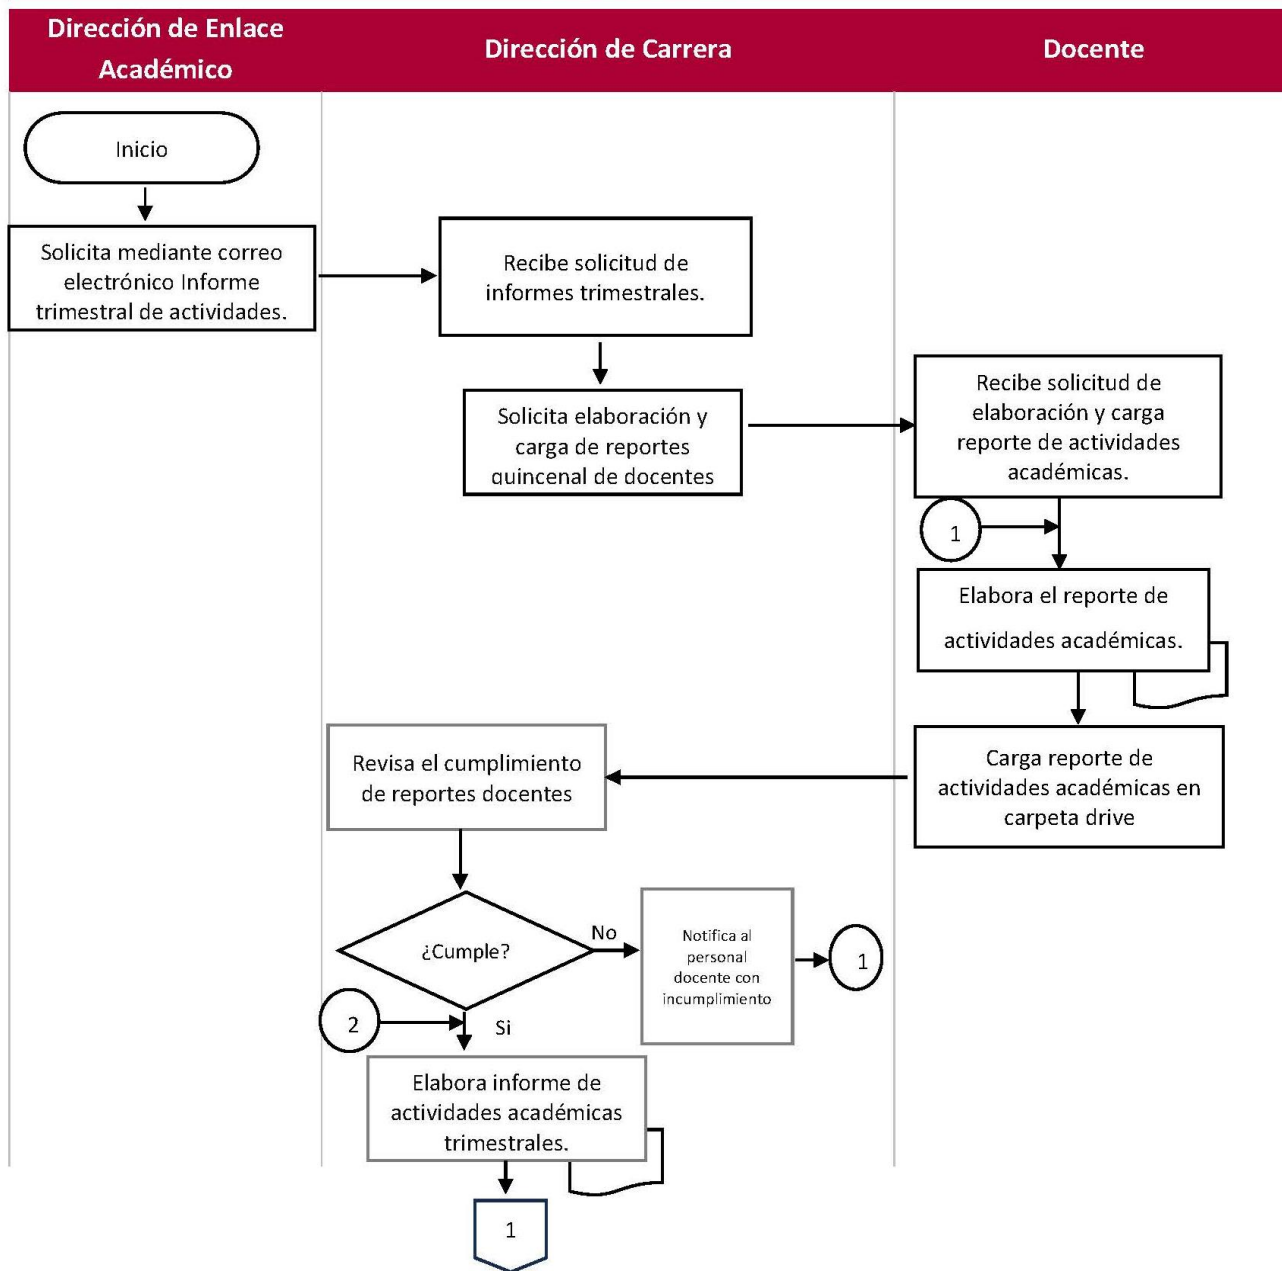 Dirección de Enlace
Académico
Dirección de Carrera
Docente
Inicio
Solicita mediante correo
electrónico Informe
trimestral de actividades.
Recibe solicitud de
informes trimestrales.
Solicita elaboración y
carga de reportes
quincenal de docentes
Recibe solicitud de
elaboración y carga
reporte de actividades
académicas.
1
Elabora el reporte de
actividades académicas.
Carga reporte de
actividades académicas en
carpeta drive
Revisa el cumplimiento
de reportes docentes
¿Cumple?
No
Notifica al
personal
docente con
incumplimiento
1
2
Si
Elabora informe de
actividades académicas
trimestrales.
1